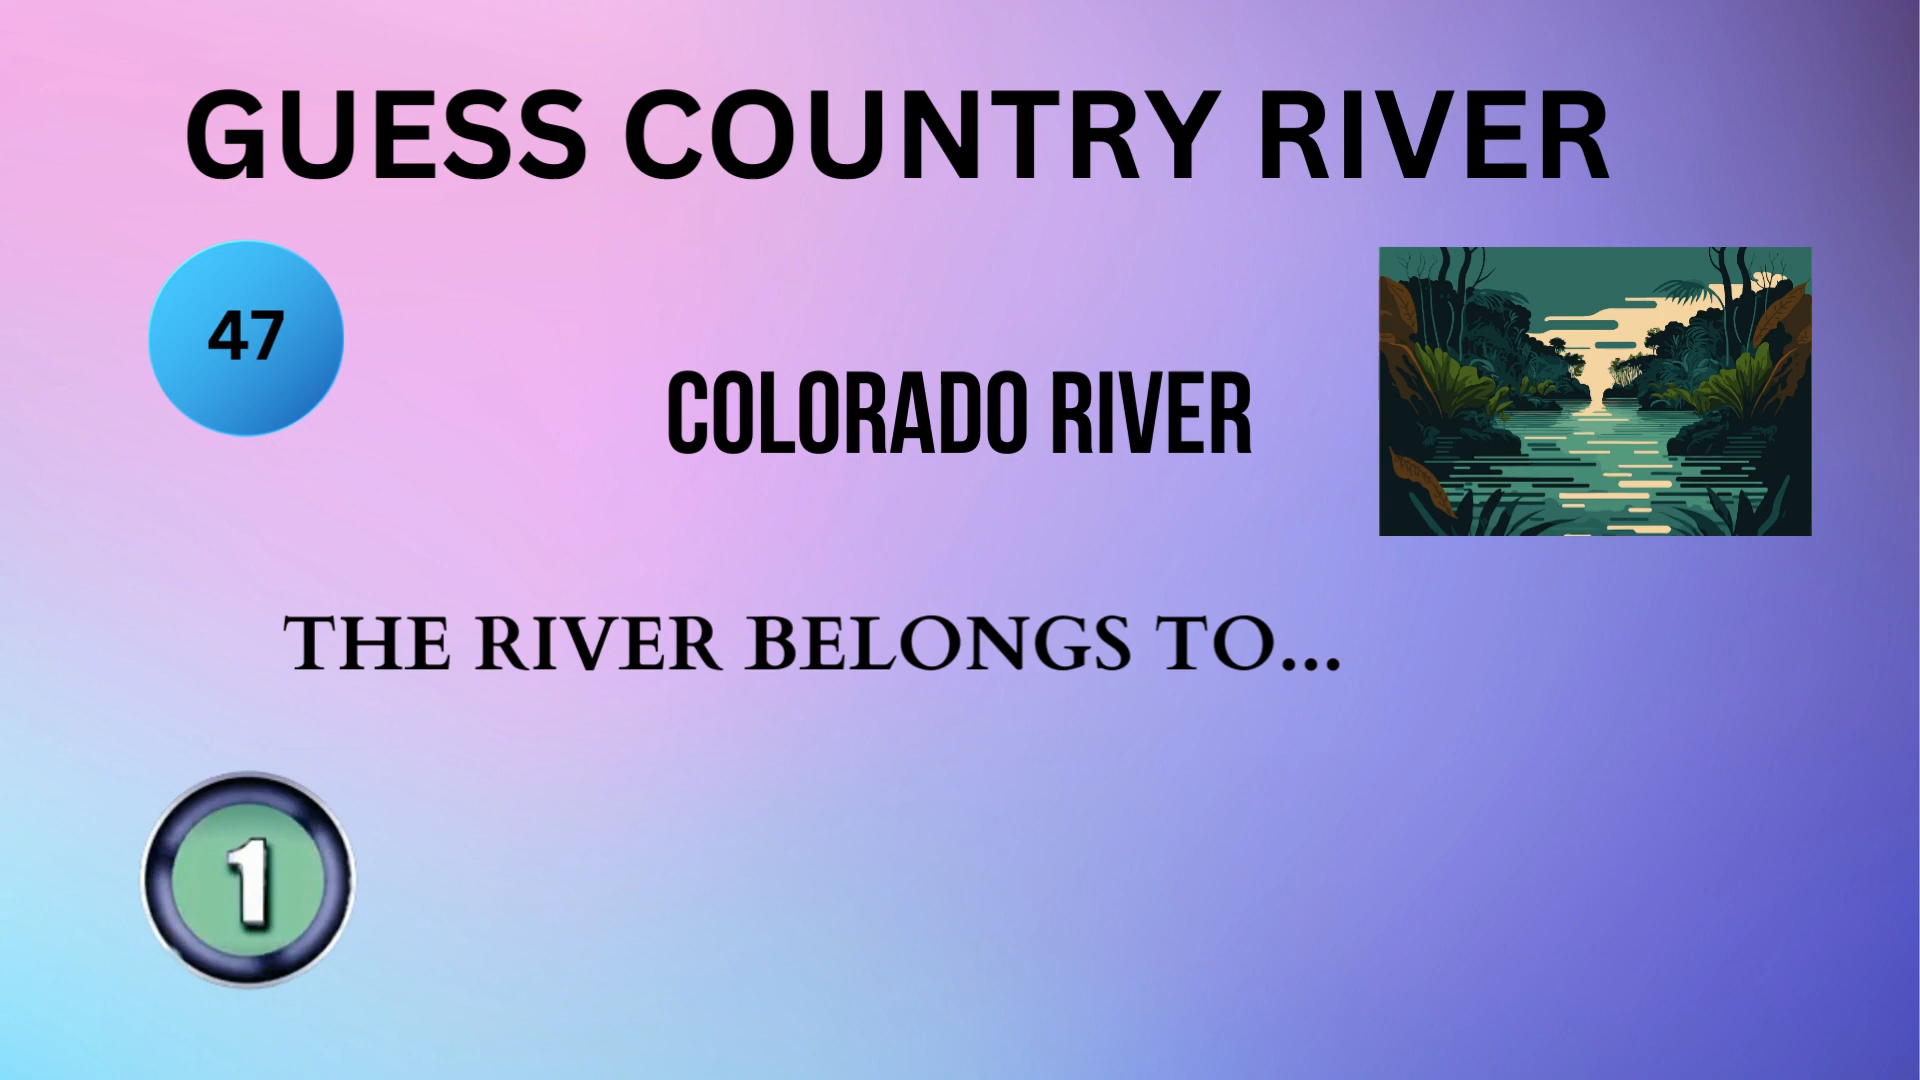 GUESS COUNTRY RIVER
47
COLORADO RIVER
THE RIVER BELONGS TO...
1